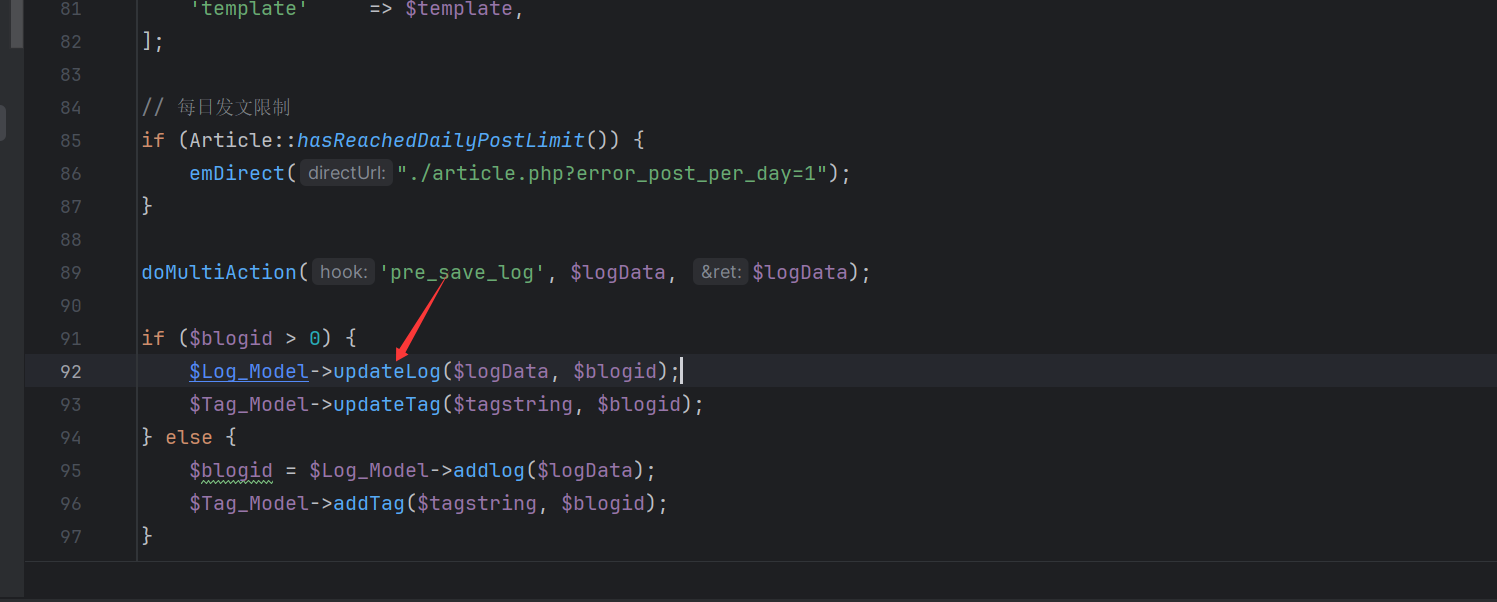 81 'template' => $template,
82 ];
83
84 // 每日发文限制
85 if (Article::hasReachedDailyPostLimit()) {
86 emDirect( directUrl: "./article.php?error_post_per_day=1");
87 }
88
89 doMultiAction( hook: 'pre_save_log', $logData, &ret: $logData);
90
91 if ($blogid > 0) {
92 $Log_Model->updateLog($logData, $blogid);
93 $Tag_Model->updateTag($tagstring, $blogid);
94 } else {
95 $blogid = $Log_Model->addlog($logData);
96 $Tag_Model->addTag($tagstring, $blogid);
97 }